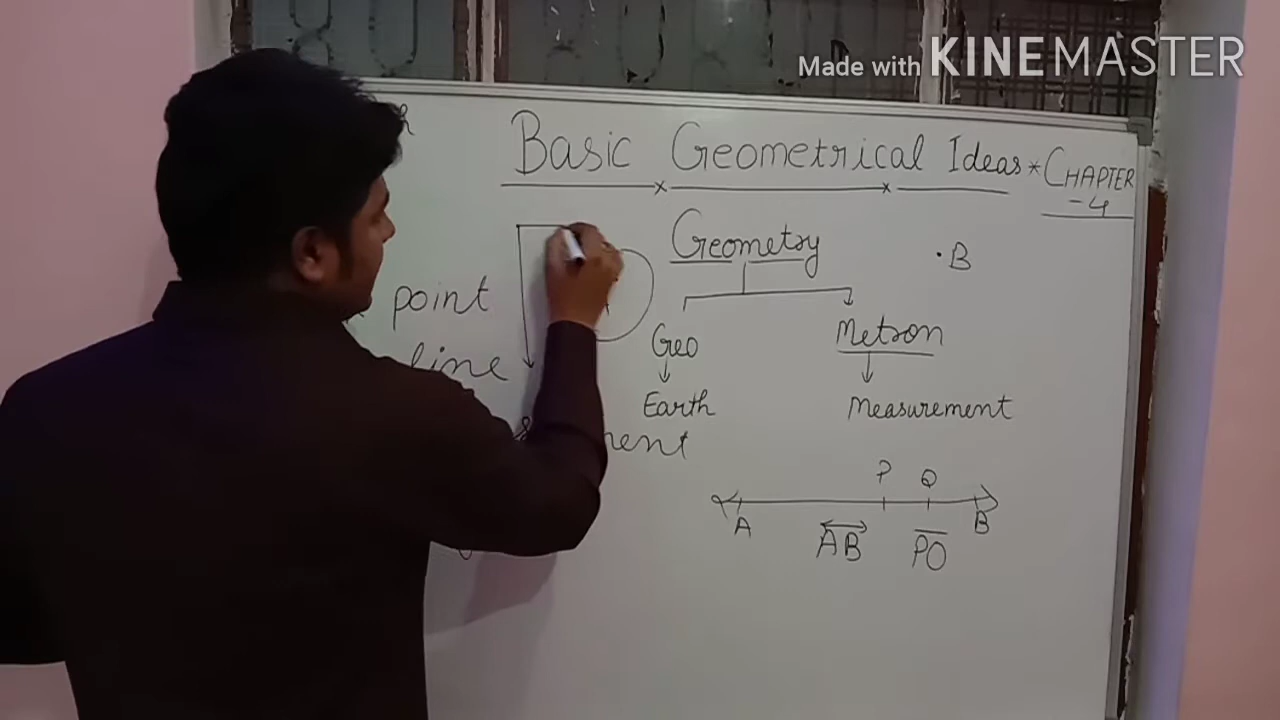 Made with KINEMASTER
Basic Geometrical Ideas * CHAPTER
-4
Geometry
• B
point
Geo
Metron
line
Earth
Measurement
P Q
A B
AB PQ